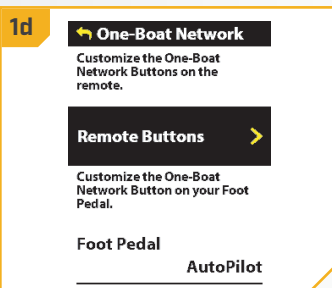 1d
One-Boat Network
Customize the One-Boat
Network Buttons on the
remote.
Remote Buttons
Customize the One-Boat
Network Button on your Foot
Pedal.
Foot Pedal
AutoPilot